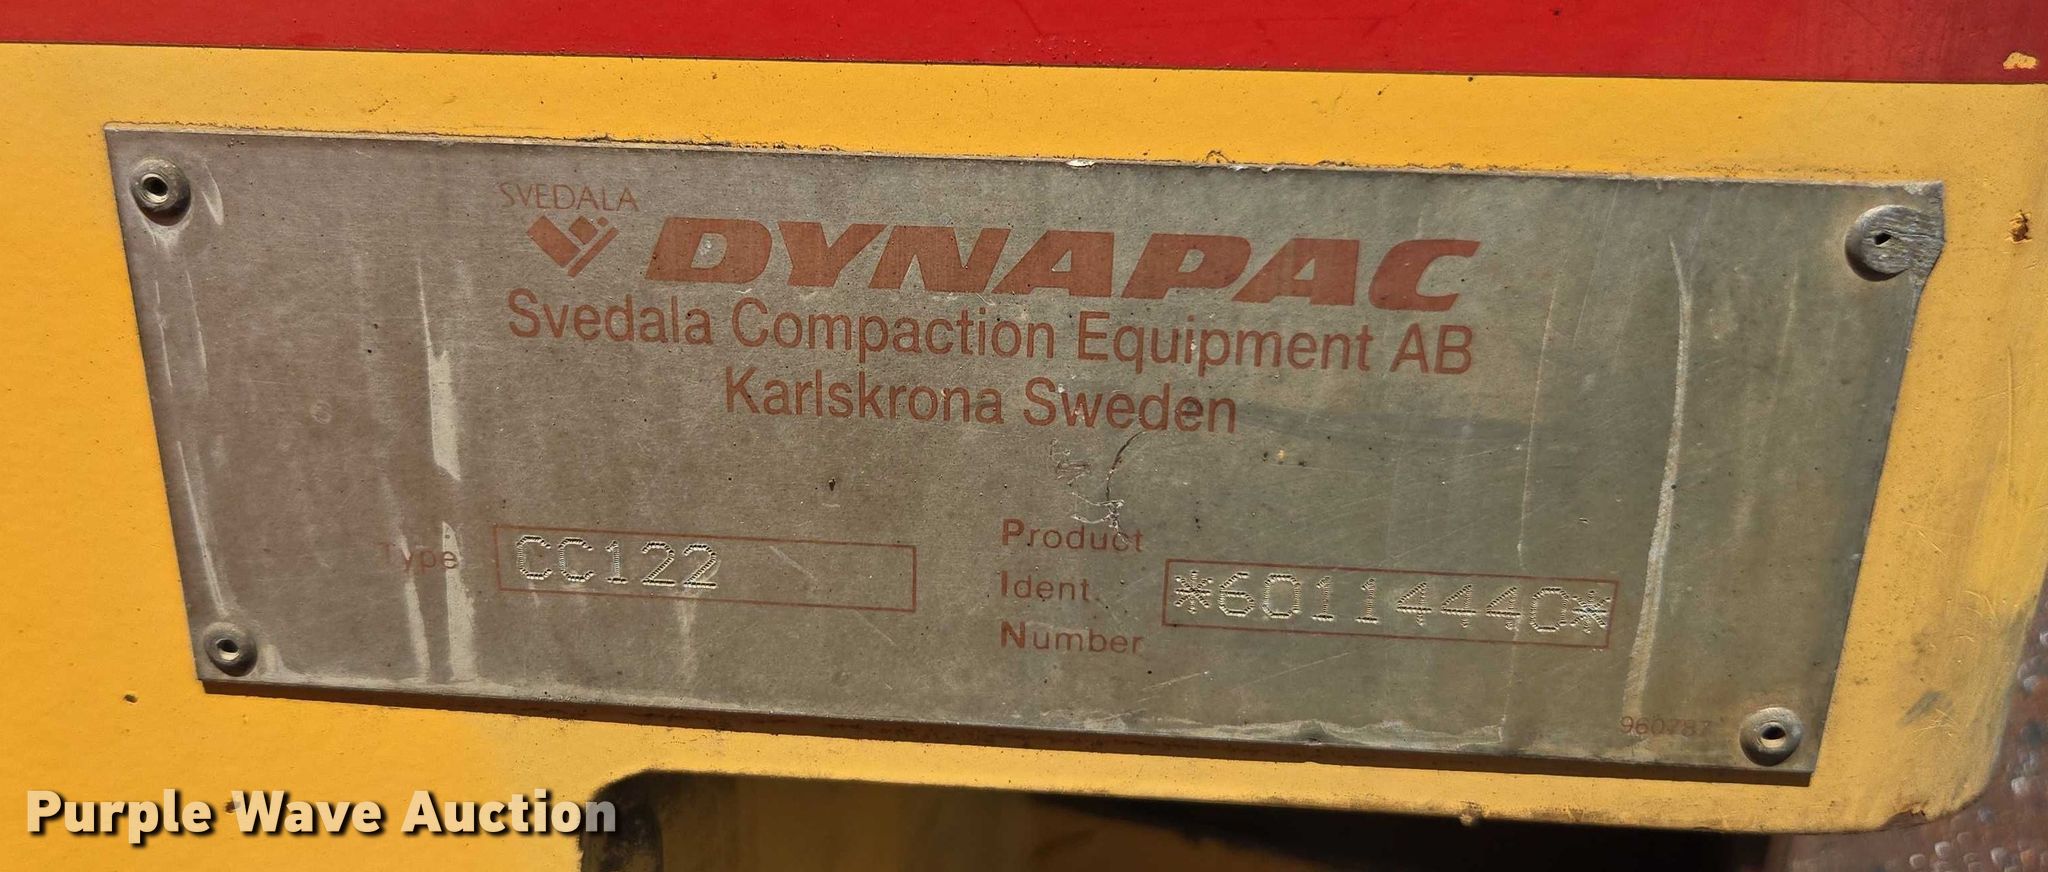 SVEDALA
DYNAPAC
Svedala Compaction Equipment AB
Karlskrona Sweden
Type CC122
Product
Ident. *60114440*
Number
960787
Purple Wave Auction